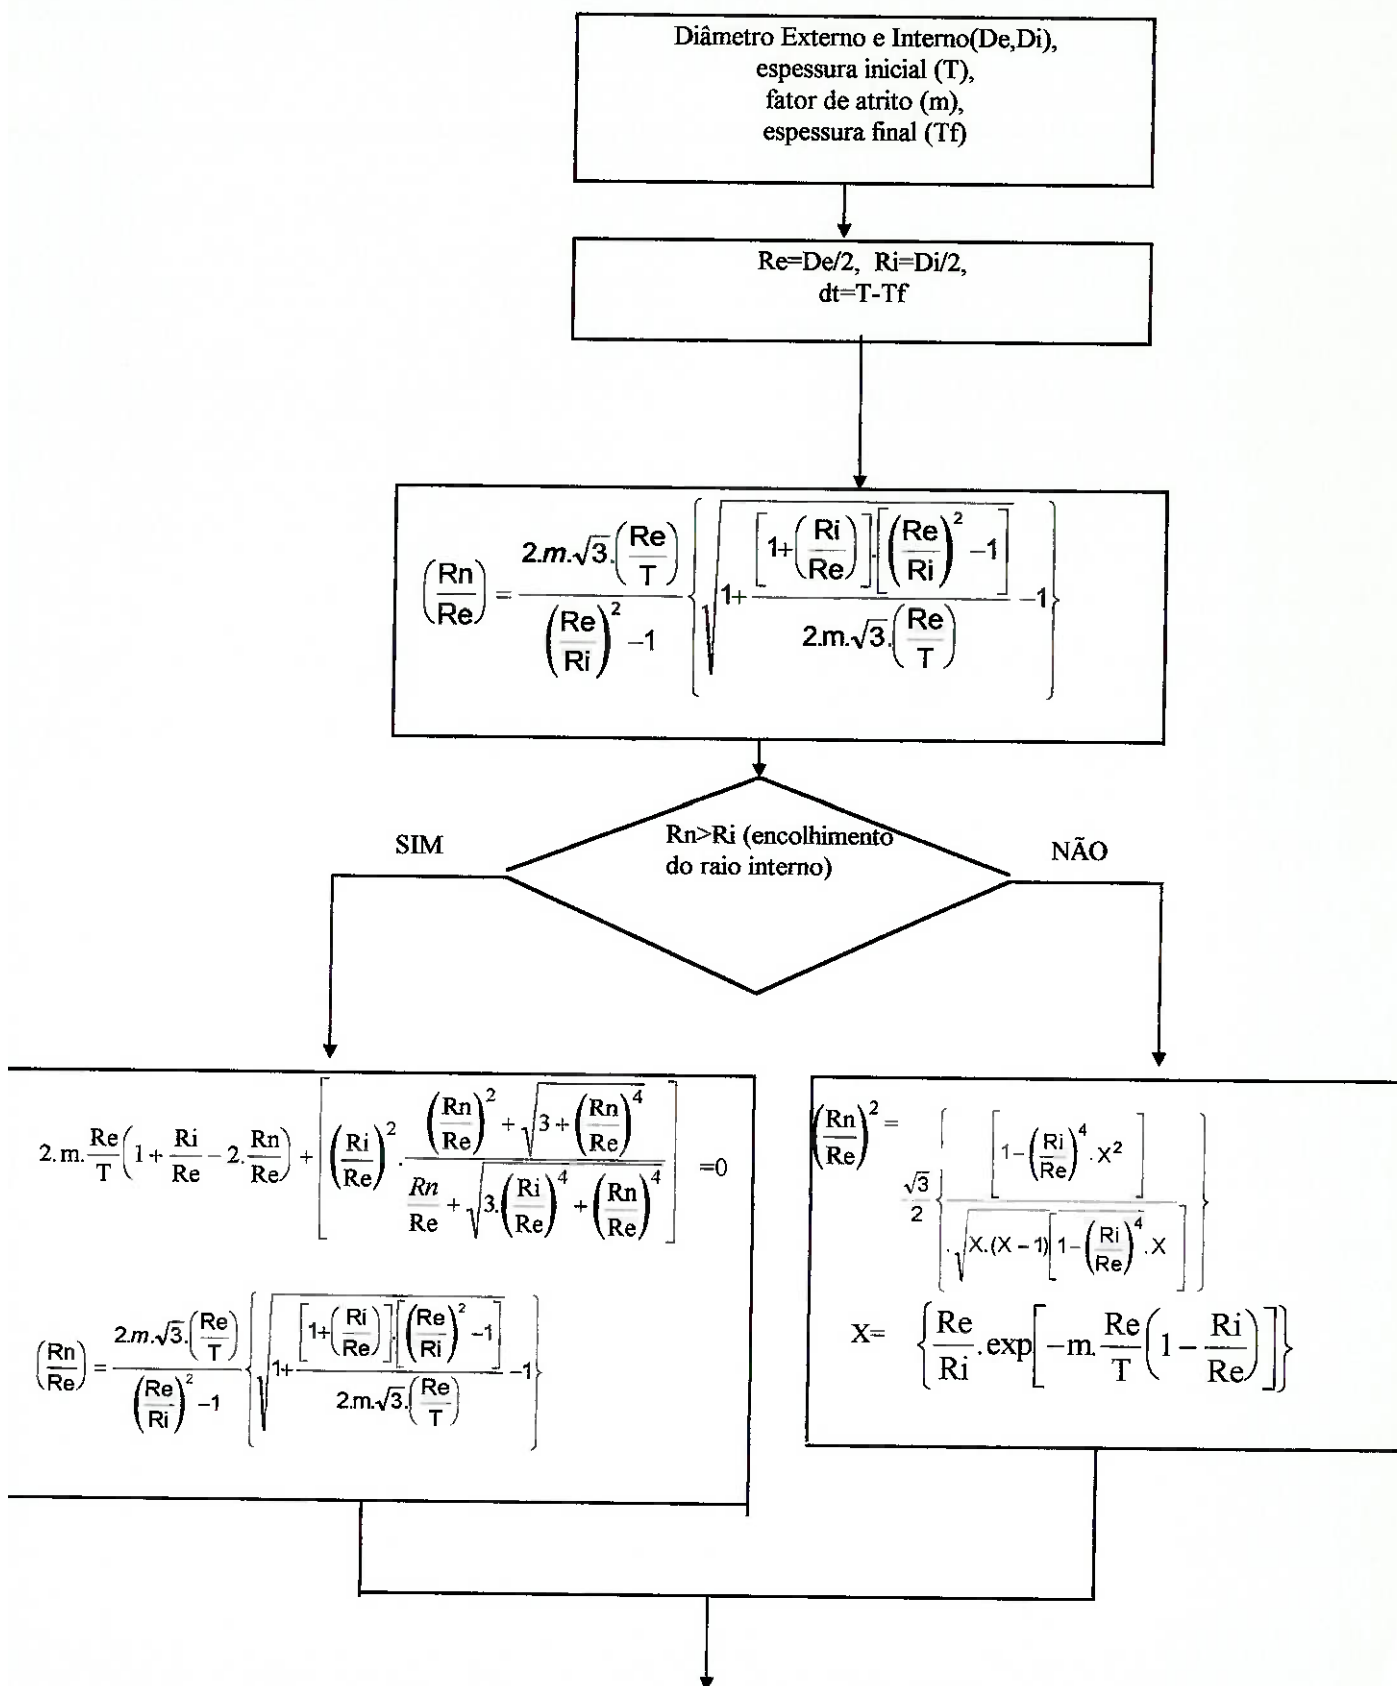 Diâmetro Externo e Interno(De,Di),
espessura inicial (T),
fator de atrito (m),
espessura final (Tf)
Re=De/2, Ri=Di/2,
dt=T-Tf
(Rn/Re) = 2.m.√3.(Re/T) / ((Re/Ri)² −1) {√(1+ [1+(Ri/Re)].[(Re/Ri)² −1] / 2.m.√3.(Re/T)) −1}
Rn>Ri (encolhimento
do raio interno)
SIM
NÃO
2.m.Re/T(1+Ri/Re−2.Rn/Re) + [(Ri/Re)².((Rn/Re)²+√(3+(Rn/Re)⁴)) / (Rn/Re+√(3.(Ri/Re)⁴+(Rn/Re)⁴))] =0
(Rn/Re) = 2.m.√3.(Re/T) / ((Re/Ri)² −1) {√(1+ [1+(Ri/Re)].[(Re/Ri)² −1] / 2.m.√3.(Re/T)) −1}
(Rn/Re)² =
√3/2 {[1−(Ri/Re)⁴.X²] / .√(X.(X−1)[1−(Ri/Re)⁴.X])}
X= {Re/Ri.exp[−m.Re/T(1−Ri/Re)]}